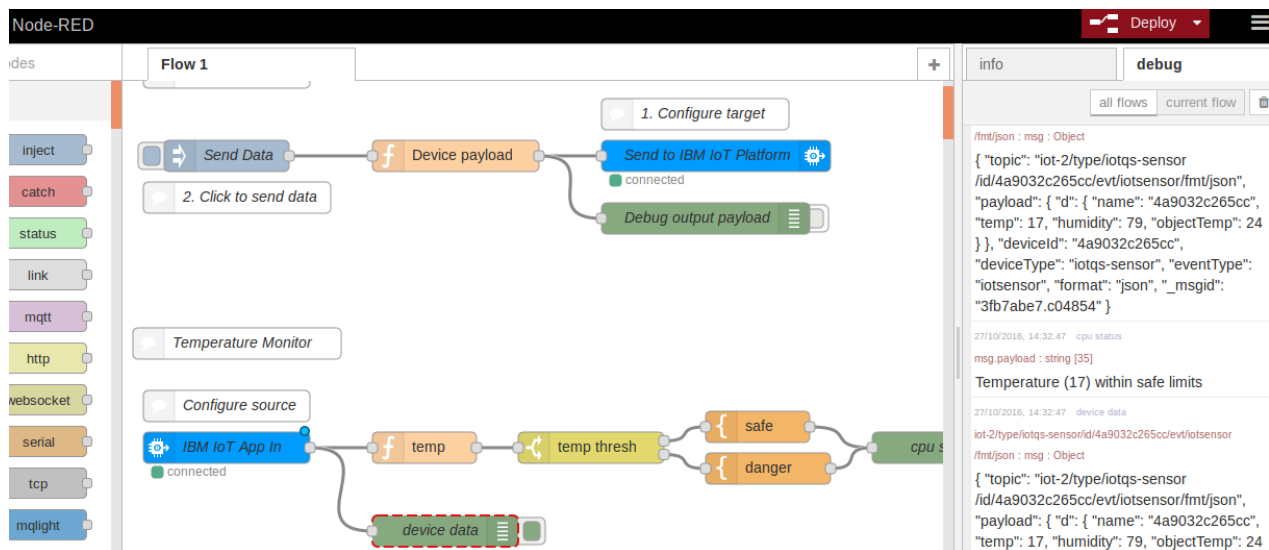 Node-RED
Deploy
Flow 1
info
debug
all flows
current flow
inject
catch
status
link
mqtt
http
serial
tcp
mqlight
1. Configure target
Send Data
Device payload
Send to IBM IoT Platform
connected
2. Click to send data
Debug output payload
Temperature Monitor
Configure source
IBM IoT App In
connected
temp
temp thresh
safe
danger
cpu
device data
/fmt/json : msg : Object
{ "topic": "iot-2/type/iotqs-sensor
/id/4a9032c265cc/evt/iotsensor/fmt/json",
"payload": { "d": { "name": "4a9032c265cc",
"temp": 17, "humidity": 79, "objectTemp": 24
} }, "deviceId": "4a9032c265cc",
"deviceType": "iotqs-sensor", "eventType":
"iotsensor", "format": "json", "_msgid":
"3fb7abe7.c04854" }
27/10/2016, 14:32:47 cpu status
msg.payload : string [35]
Temperature (17) within safe limits
27/10/2016, 14:32:47 device data
iot-2/type/iotqs-sensor/id/4a9032c265cc/evt/iotsensor
/fmt/json : msg : Object
{ "topic": "iot-2/type/iotqs-sensor
/id/4a9032c265cc/evt/iotsensor/fmt/json",
"payload": { "d": { "name": "4a9032c265cc",
"temp": 17, "humidity": 79, "objectTemp": 24